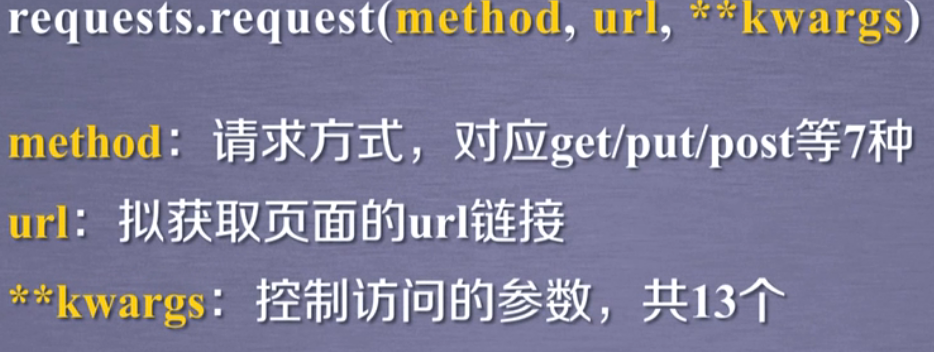 requests.request(method, url, **kwargs)
method：请求方式，对应get/put/post等7种
url：拟获取页面的url链接
**kwargs：控制访问的参数，共13个